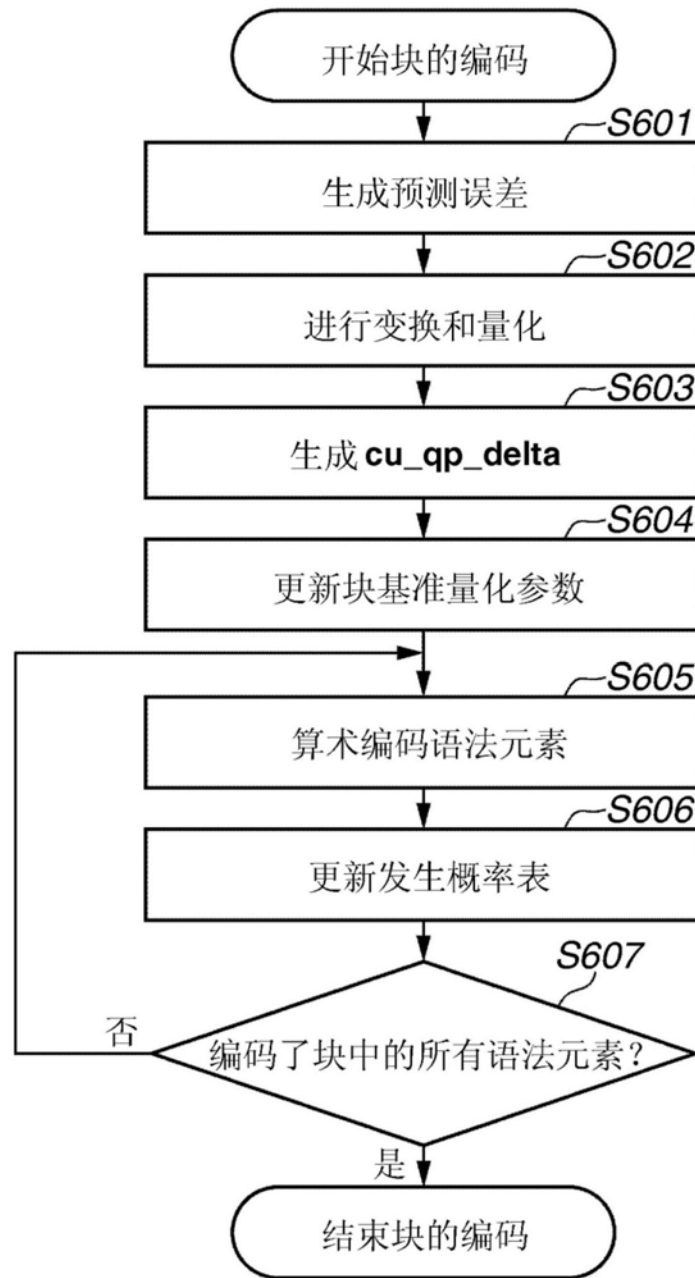 开始块的编码
S601
生成预测误差
S602
进行变换和量化
S603
生成 cu_qp_delta
S604
更新块基准量化参数
S605
算术编码语法元素
S606
更新发生概率表
S607
否
编码了块中的所有语法元素?
是
结束块的编码